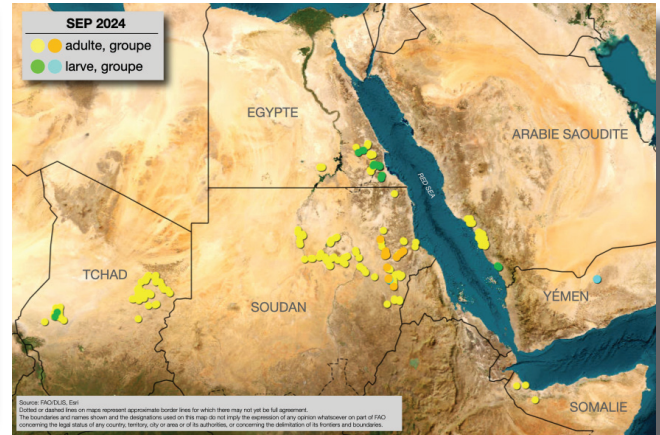 SEP 2024
adulte, groupe
larve, groupe
EGYPTE
ARABIE SAOUDITE
RED SEA
TCHAD
SOUDAN
YÉMEN
SOMALIE
Source: FAO/DLIS, Esri
Dotted or dashed lines on maps represent approximate border lines for which there may not yet be full agreement.
The boundaries and names shown and the designations used on this map do not imply the expression of any opinion whatsoever on part of FAO
concerning the legal status of any country, territory, city or area or of its authorities, or concerning the delimitation of its frontiers and boundaries.